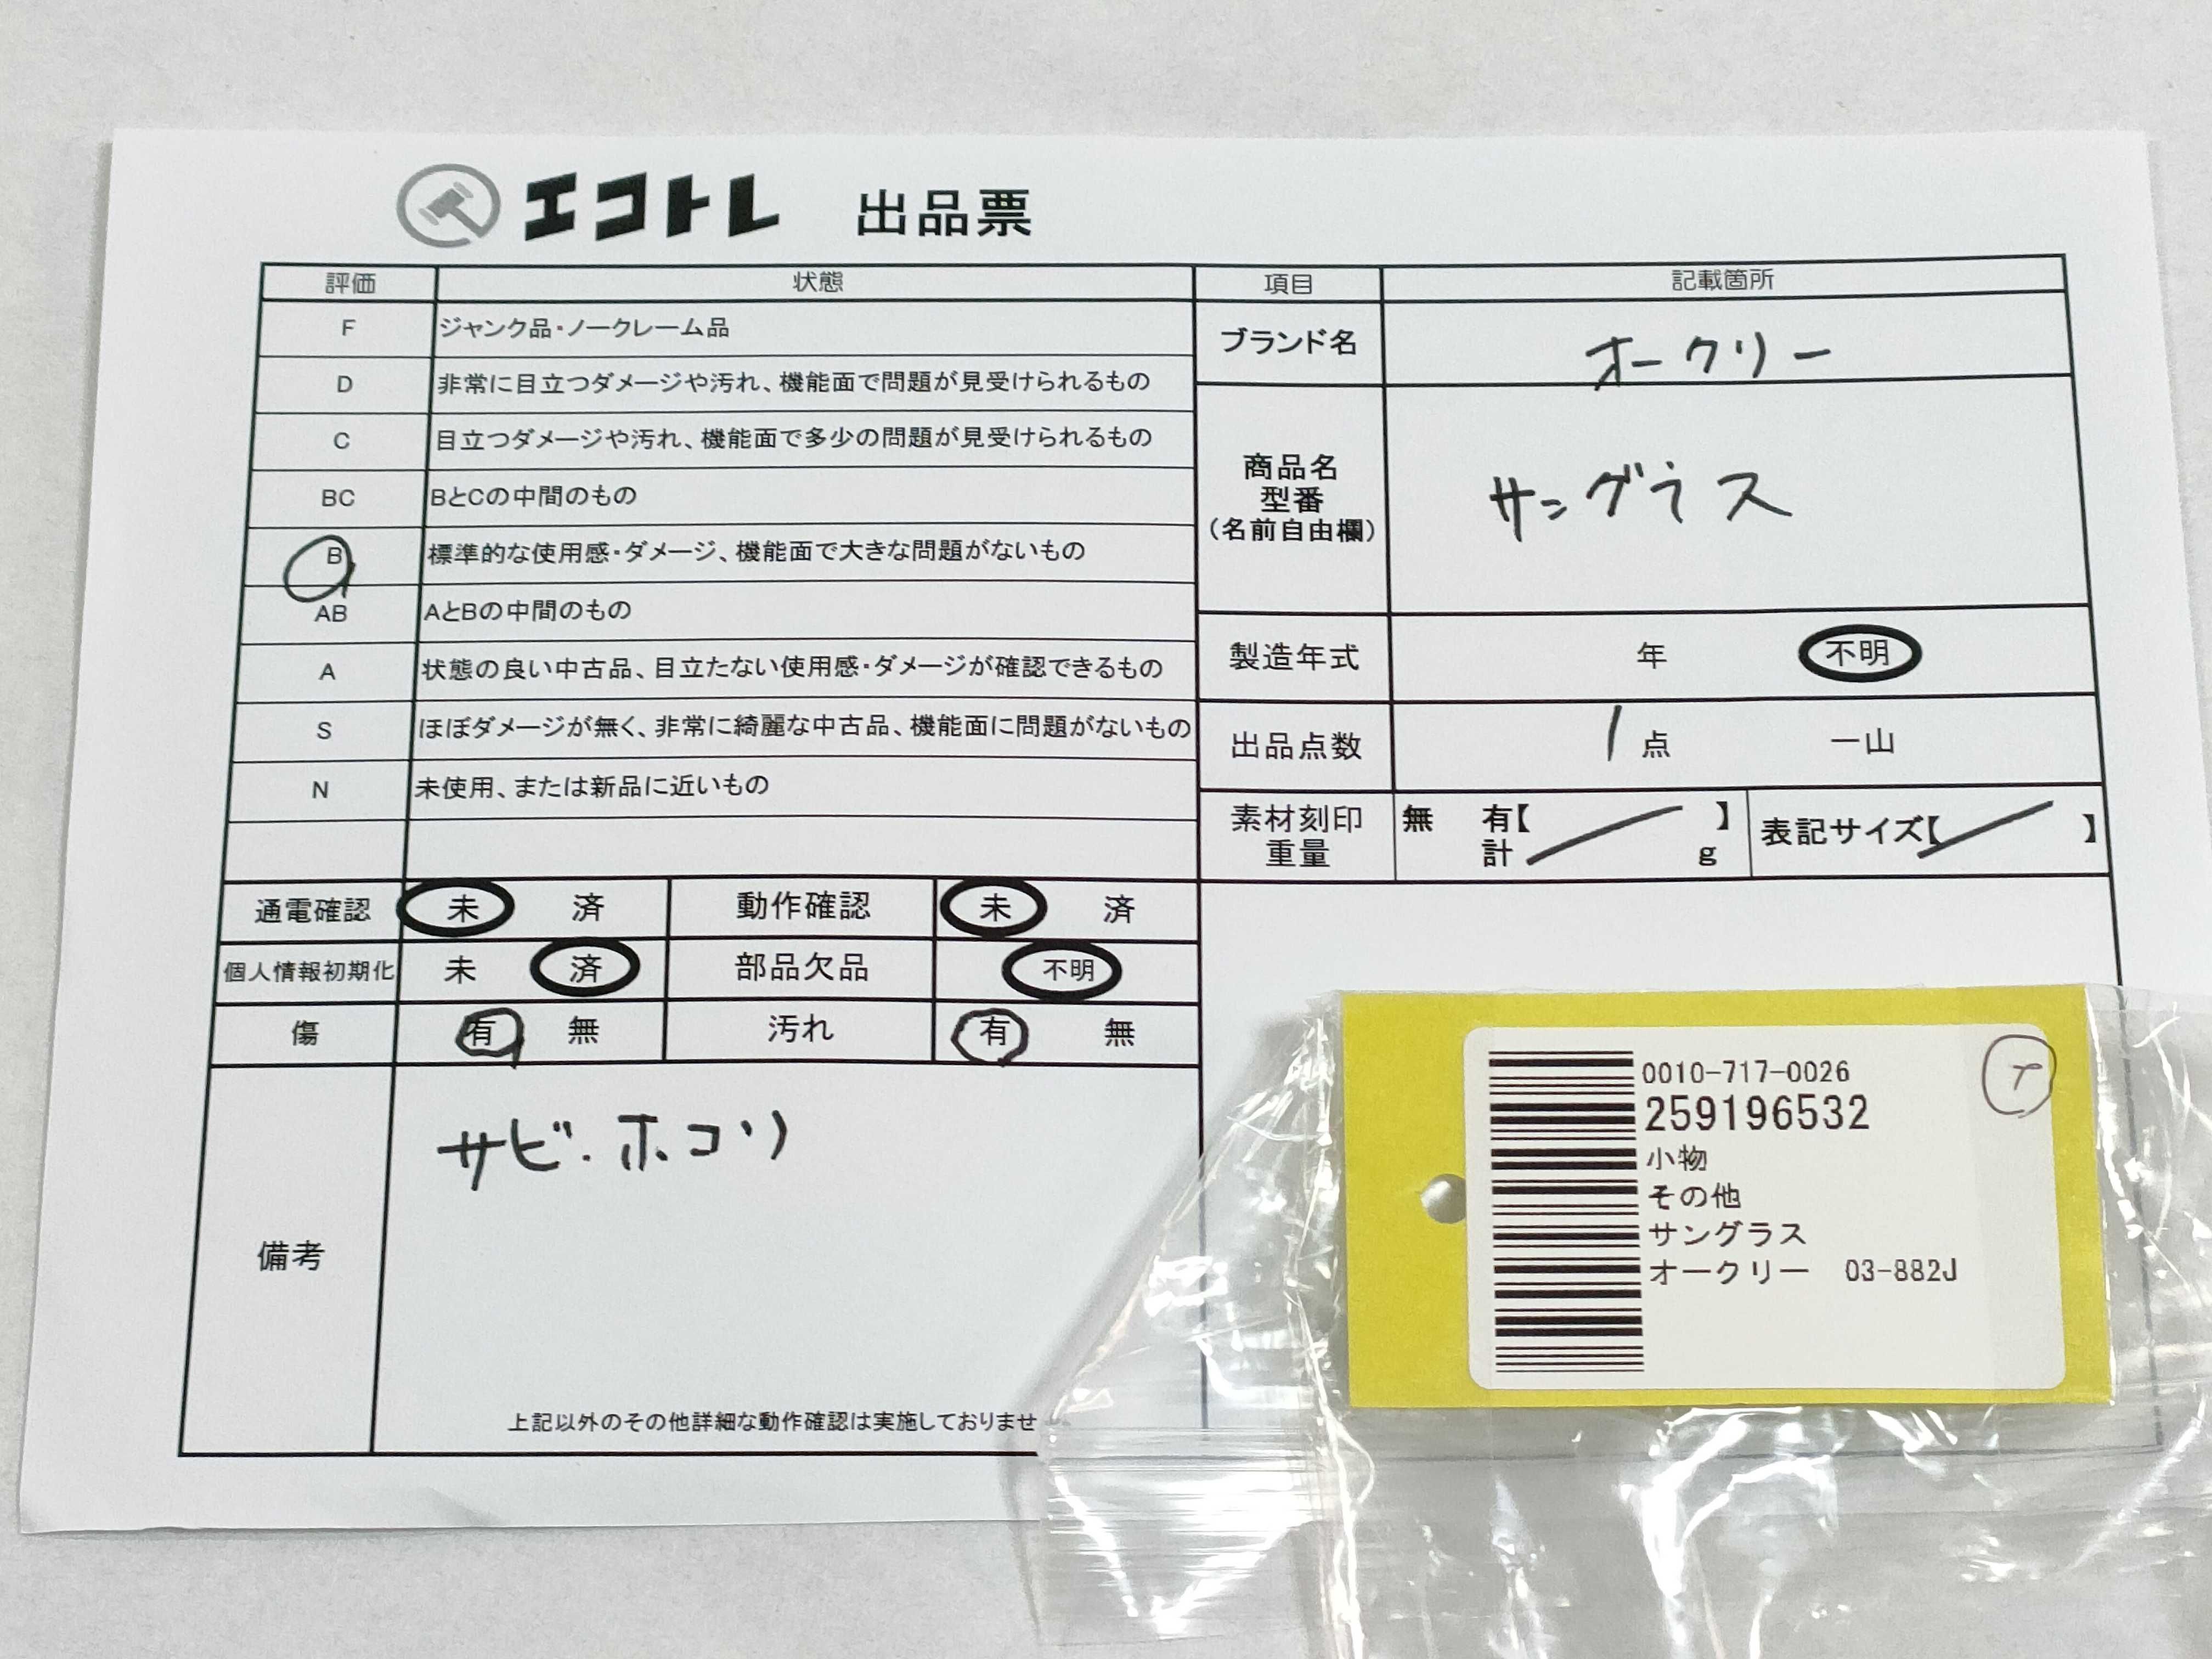 エコトレ 出品票
評価 状態
F ジャンク品・ノークレーム品
D 非常に目立つダメージや汚れ、機能面で問題が見受けられるもの
C 目立つダメージや汚れ、機能面で多少の問題が見受けられるもの
BC BとCの中間のもの
B 標準的な使用感・ダメージ、機能面で大きな問題がないもの
AB AとBの中間のもの
A 状態の良い中古品、目立たない使用感・ダメージが確認できるもの
S ほぼダメージが無く、非常に綺麗な中古品、機能面に問題がないもの
N 未使用、または新品に近いもの
通電確認 未 済 動作確認 未 済
個人情報初期化 未 済 部品欠品 不明
傷 有 無 汚れ 有 無
備考
サビ・ホコリ
上記以外のその他詳細な動作確認は実施しておりませ
項目 記載箇所
ブランド名 オークリー
商品名
型番
(名前自由欄)
サングラス
製造年式 年 不明
出品点数 1 点 一山
素材刻印 無 有【 】
重量 計 g
表記サイズ【 】
0010-717-0026
259196532
小物
その他
サングラス
オークリー 03-882J